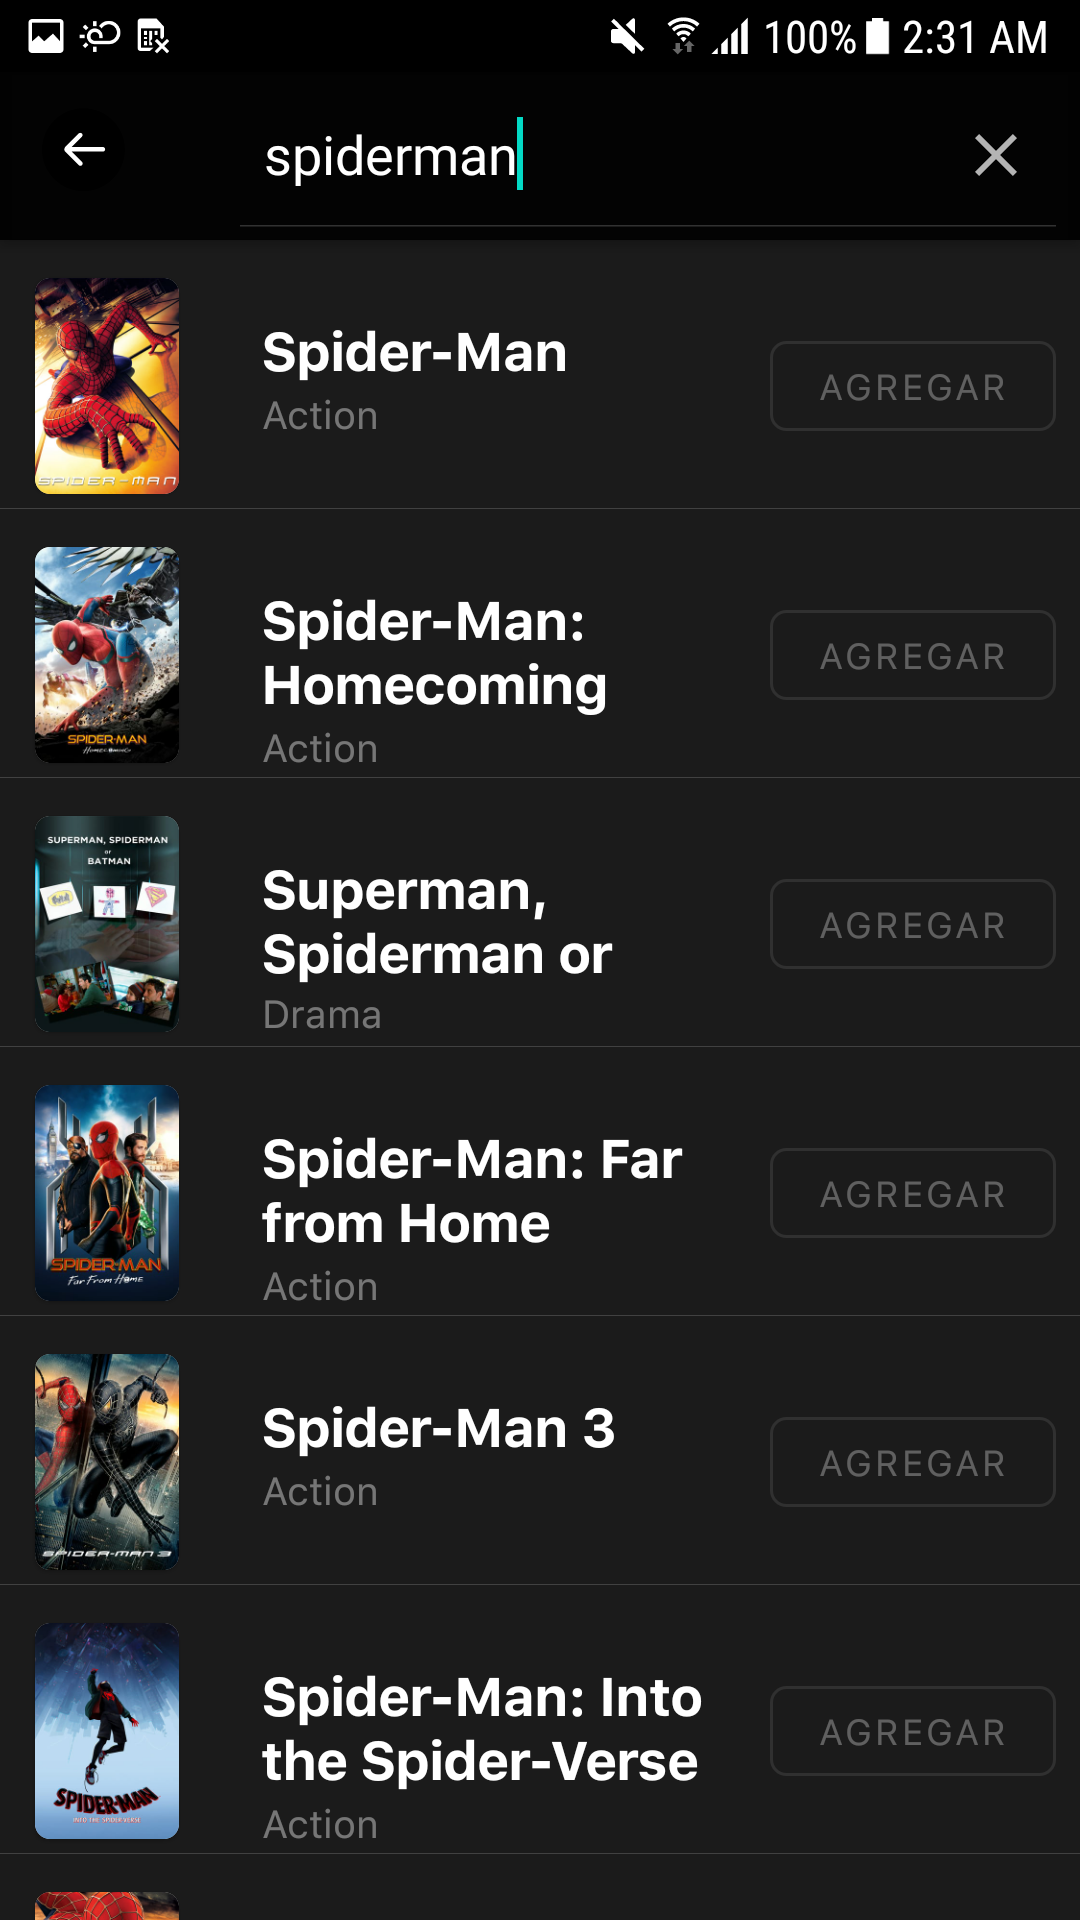 100% 2:31 AM
spiderman
SPIDER-MAN
Spider-Man
Action
AGREGAR
SPIDER-MAN
HOMECOMING
Spider-Man:
Homecoming
Action
AGREGAR
SUPERMAN, SPIDERMAN
or
BATMAN
Superman,
Spiderman or
Drama
AGREGAR
SPIDER-MAN
Far From Home
Spider-Man: Far
from Home
Action
AGREGAR
SPIDER-MAN 3
Spider-Man 3
Action
AGREGAR
SPIDER-MAN
INTO THE SPIDER-VERSE
Spider-Man: Into
the Spider-Verse
Action
AGREGAR